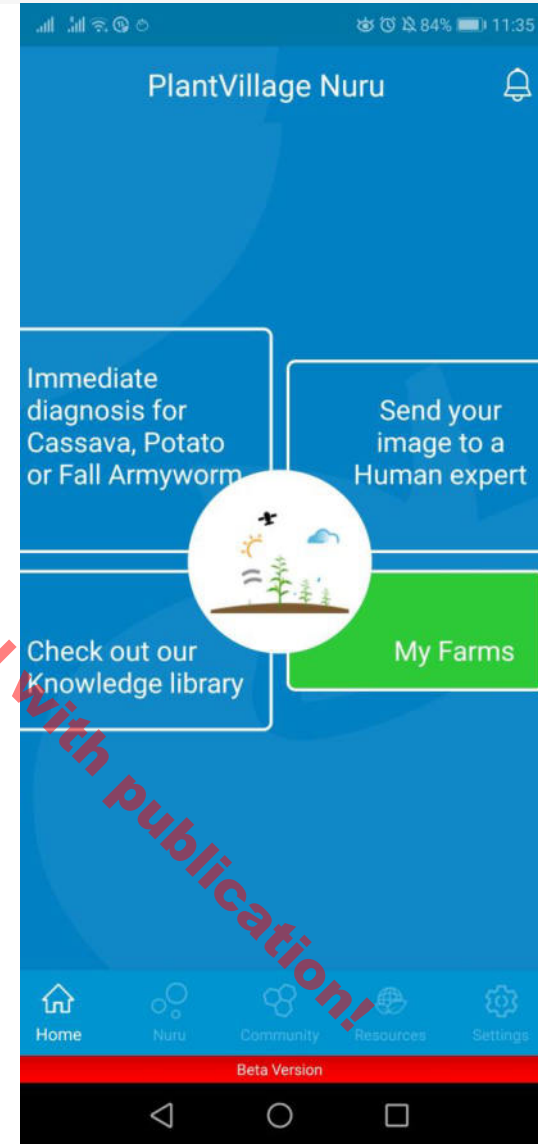 84% 11:35
PlantVillage Nuru
Immediate
diagnosis for
Cassava, Potato
or Fall Armyworm
Send your
image to a
Human expert
Check out our
Knowledge library
My Farms
with publication!
Home Nuru Community Resources Settings
Beta Version